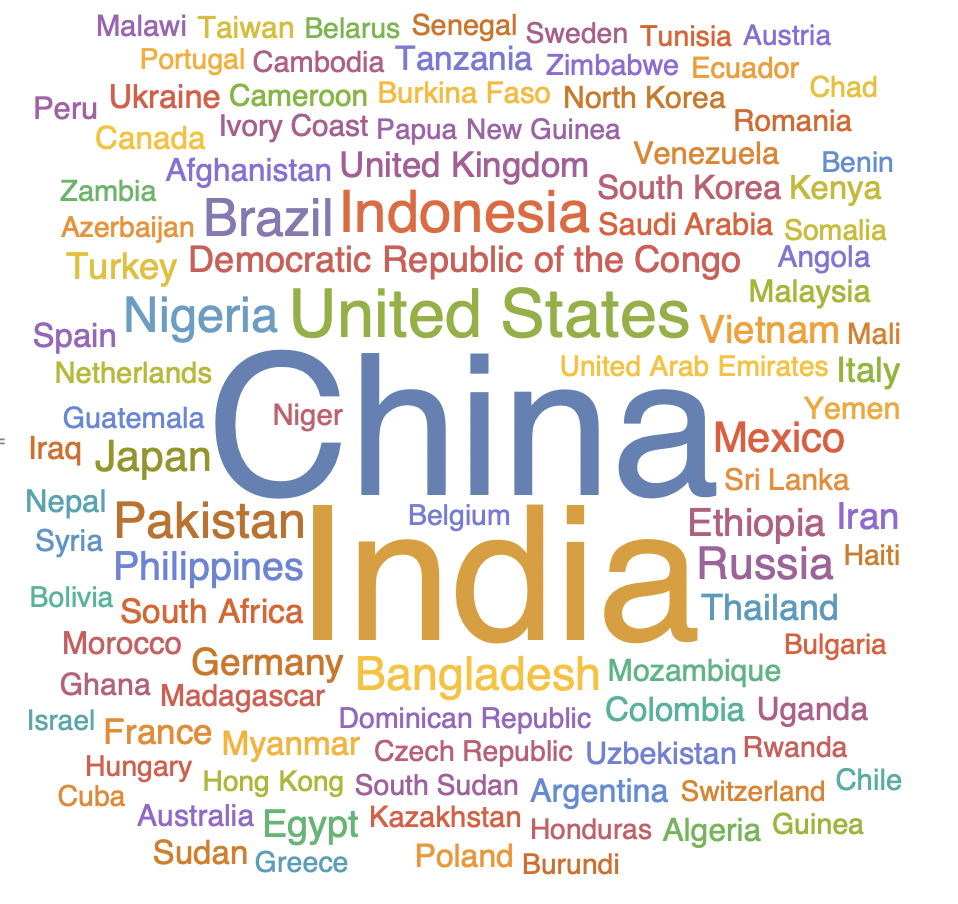 Malawi Taiwan Belarus Senegal Sweden Tunisia Austria
Portugal Cambodia Tanzania Zimbabwe Ecuador
Chad
Peru Ukraine Cameroon Burkina Faso North Korea
Canada Ivory Coast Papua New Guinea Romania
Afghanistan United Kingdom Venezuela Benin
Zambia South Korea Kenya
Azerbaijan Brazil Indonesia Saudi Arabia Somalia
Turkey Democratic Republic of the Congo Angola
Malaysia
Spain Nigeria United States Vietnam Mali
Netherlands United Arab Emirates Italy
Guatemala Niger Yemen
Iraq Japan China Mexico
Sri Lanka
Nepal Pakistan Belgium Ethiopia Iran
Syria Philippines India Russia Haiti
Bolivia South Africa Thailand
Morocco Bulgaria
Germany Bangladesh Mozambique
Ghana Madagascar
Israel France Dominican Republic Colombia Uganda
Myanmar Czech Republic Uzbekistan Rwanda
Hungary Hong Kong South Sudan Argentina Switzerland Chile
Cuba
Australia Egypt Kazakhstan Honduras Algeria Guinea
Sudan Greece Poland Burundi